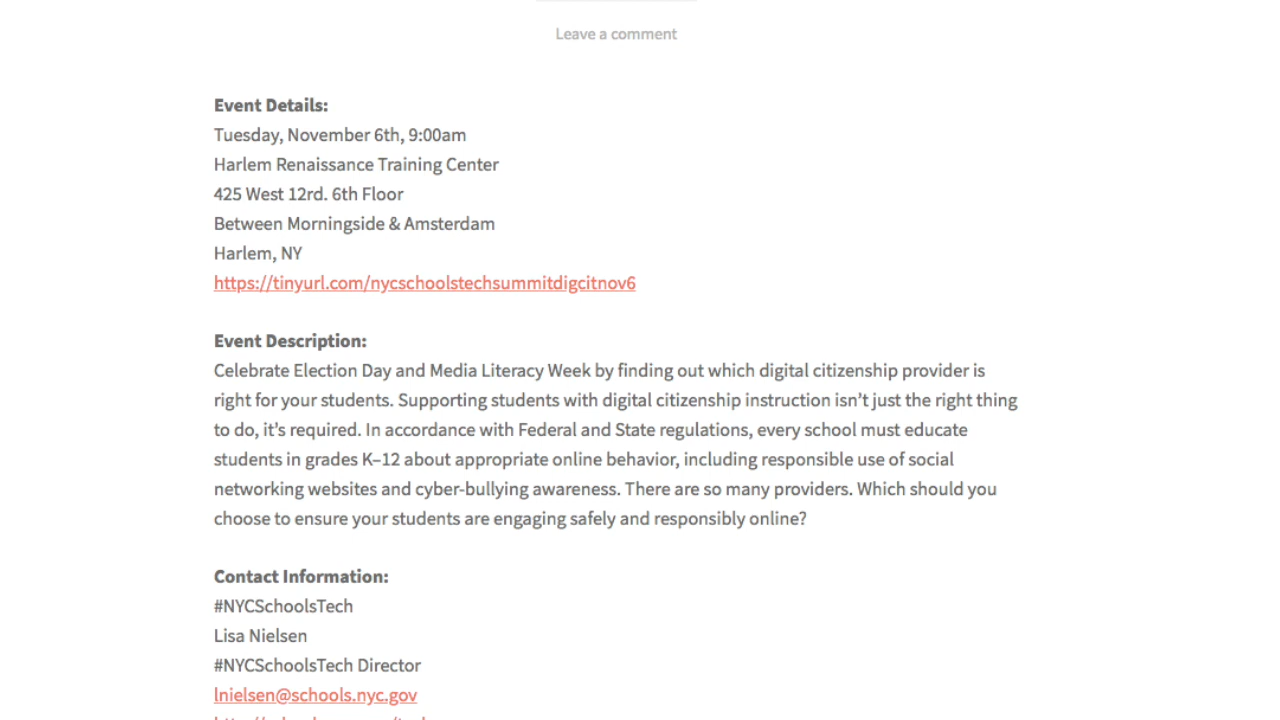 Leave a comment
Event Details:
Tuesday, November 6th, 9:00am
Harlem Renaissance Training Center
425 West 12rd. 6th Floor
Between Morningside & Amsterdam
Harlem, NY
https://tinyurl.com/nycschoolstechsummitdigcitnov6
Event Description:
Celebrate Election Day and Media Literacy Week by finding out which digital citizenship provider is
right for your students. Supporting students with digital citizenship instruction isn’t just the right thing
to do, it’s required. In accordance with Federal and State regulations, every school must educate
students in grades K–12 about appropriate online behavior, including responsible use of social
networking websites and cyber-bullying awareness. There are so many providers. Which should you
choose to ensure your students are engaging safely and responsibly online?
Contact Information:
#NYCSchoolsTech
Lisa Nielsen
#NYCSchoolsTech Director
lnielsen@schools.nyc.gov